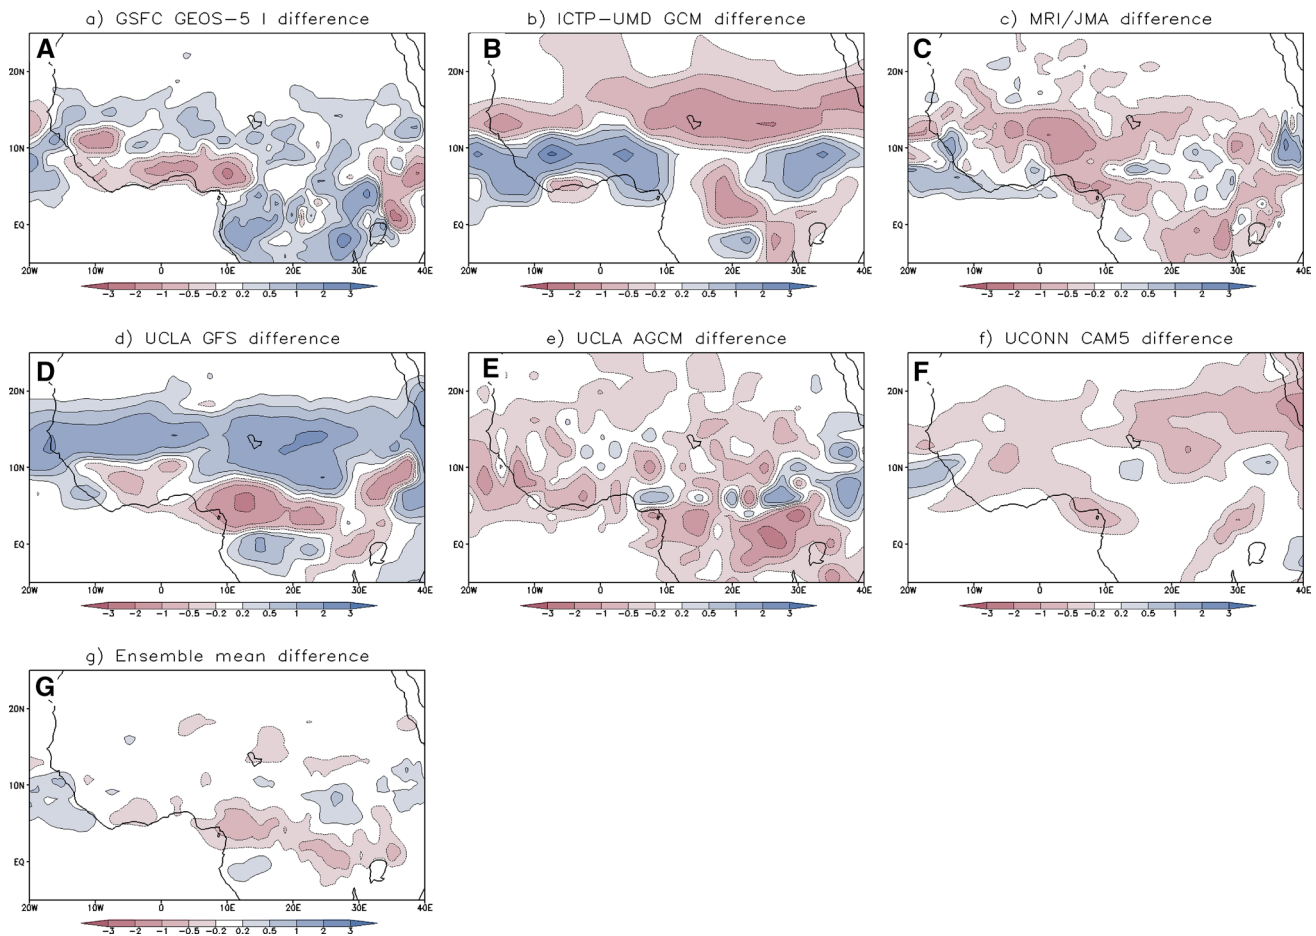 a) GSFC GEOS-5 I difference
b) ICTP-UMD GCM difference
c) MRI/JMA difference
A
B
C
20N
20N
20N
10N
10N
10N
EQ
EQ
EQ
20W 10W 0 10E 20E 30E 40E
20W 10W 0 10E 20E 30E 40E
20W 10W 0 10E 20E 30E 40E
-3 -2 -1 -0.5 -0.2 0.2 0.5 1 2 3
-3 -2 -1 -0.5 -0.2 0.2 0.5 1 2 3
-3 -2 -1 -0.5 -0.2 0.2 0.5 1 2 3
d) UCLA GFS difference
e) UCLA AGCM difference
f) UCONN CAM5 difference
D
E
F
20N
20N
20N
10N
10N
10N
EQ
EQ
EQ
20W 10W 0 10E 20E 30E 40E
20W 10W 0 10E 20E 30E 40E
20W 10W 0 10E 20E 30E 40E
-3 -2 -1 -0.5 -0.2 0.2 0.5 1 2 3
-3 -2 -1 -0.5 -0.2 0.2 0.5 1 2 3
-3 -2 -1 -0.5 -0.2 0.2 0.5 1 2 3
g) Ensemble mean difference
G
20N
10N
EQ
20W 10W 0 10E 20E 30E 40E
-3 -2 -1 -0.5 -0.2 0.2 0.5 1 2 3